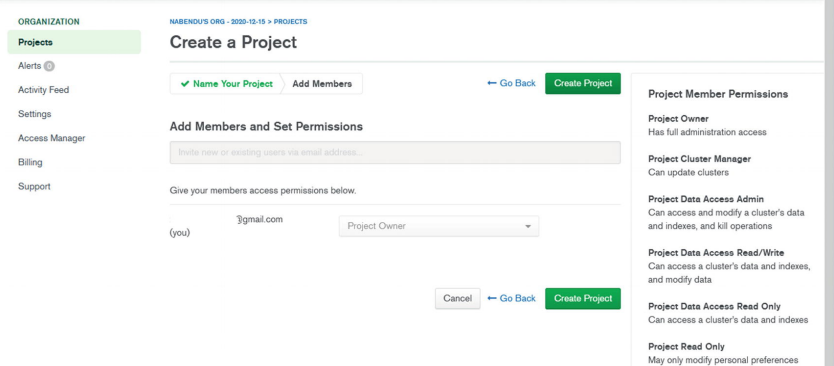 ORGANIZATION
Projects
Alerts 0
Activity Feed
Settings
Access Manager
Billing
Support
NABENDU'S ORG - 2020-12-15 > PROJECTS
Create a Project
✔ Name Your Project Add Members
← Go Back Create Project
Add Members and Set Permissions
Invite new or existing users via email address...
Give your members access permissions below.
@gmail.com
(you)
Project Owner
Cancel ← Go Back Create Project
Project Member Permissions
Project Owner
Has full administration access
Project Cluster Manager
Can update clusters
Project Data Access Admin
Can access and modify a cluster's data
and indexes, and kill operations
Project Data Access Read/Write
Can access a cluster's data and indexes,
and modify data
Project Data Access Read Only
Can access a cluster's data and indexes
Project Read Only
May only modify personal preferences